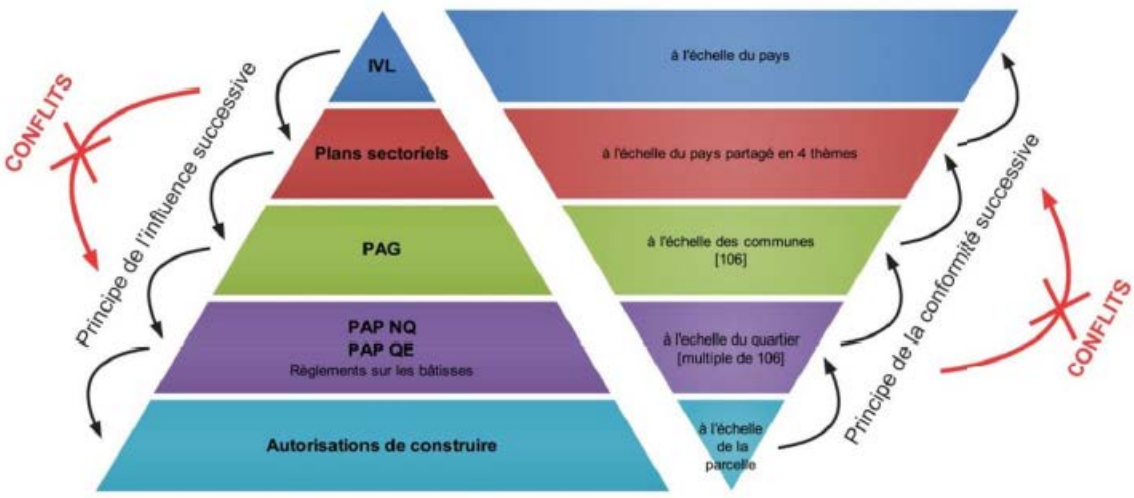 CONFLITS
Principe de l'influence successive
IVL
Plans sectoriels
PAG
PAP NQ
PAP QE
Règlements sur les bâtisses
Autorisations de construire
à l'échelle du pays
à l'échelle du pays partagé en 4 thèmes
à l'échelle des communes
[106]
à l'echelle du quartier
[multiple de 106]
à l'échelle
de la
parcelle
Principe de la conformité successive
CONFLITS